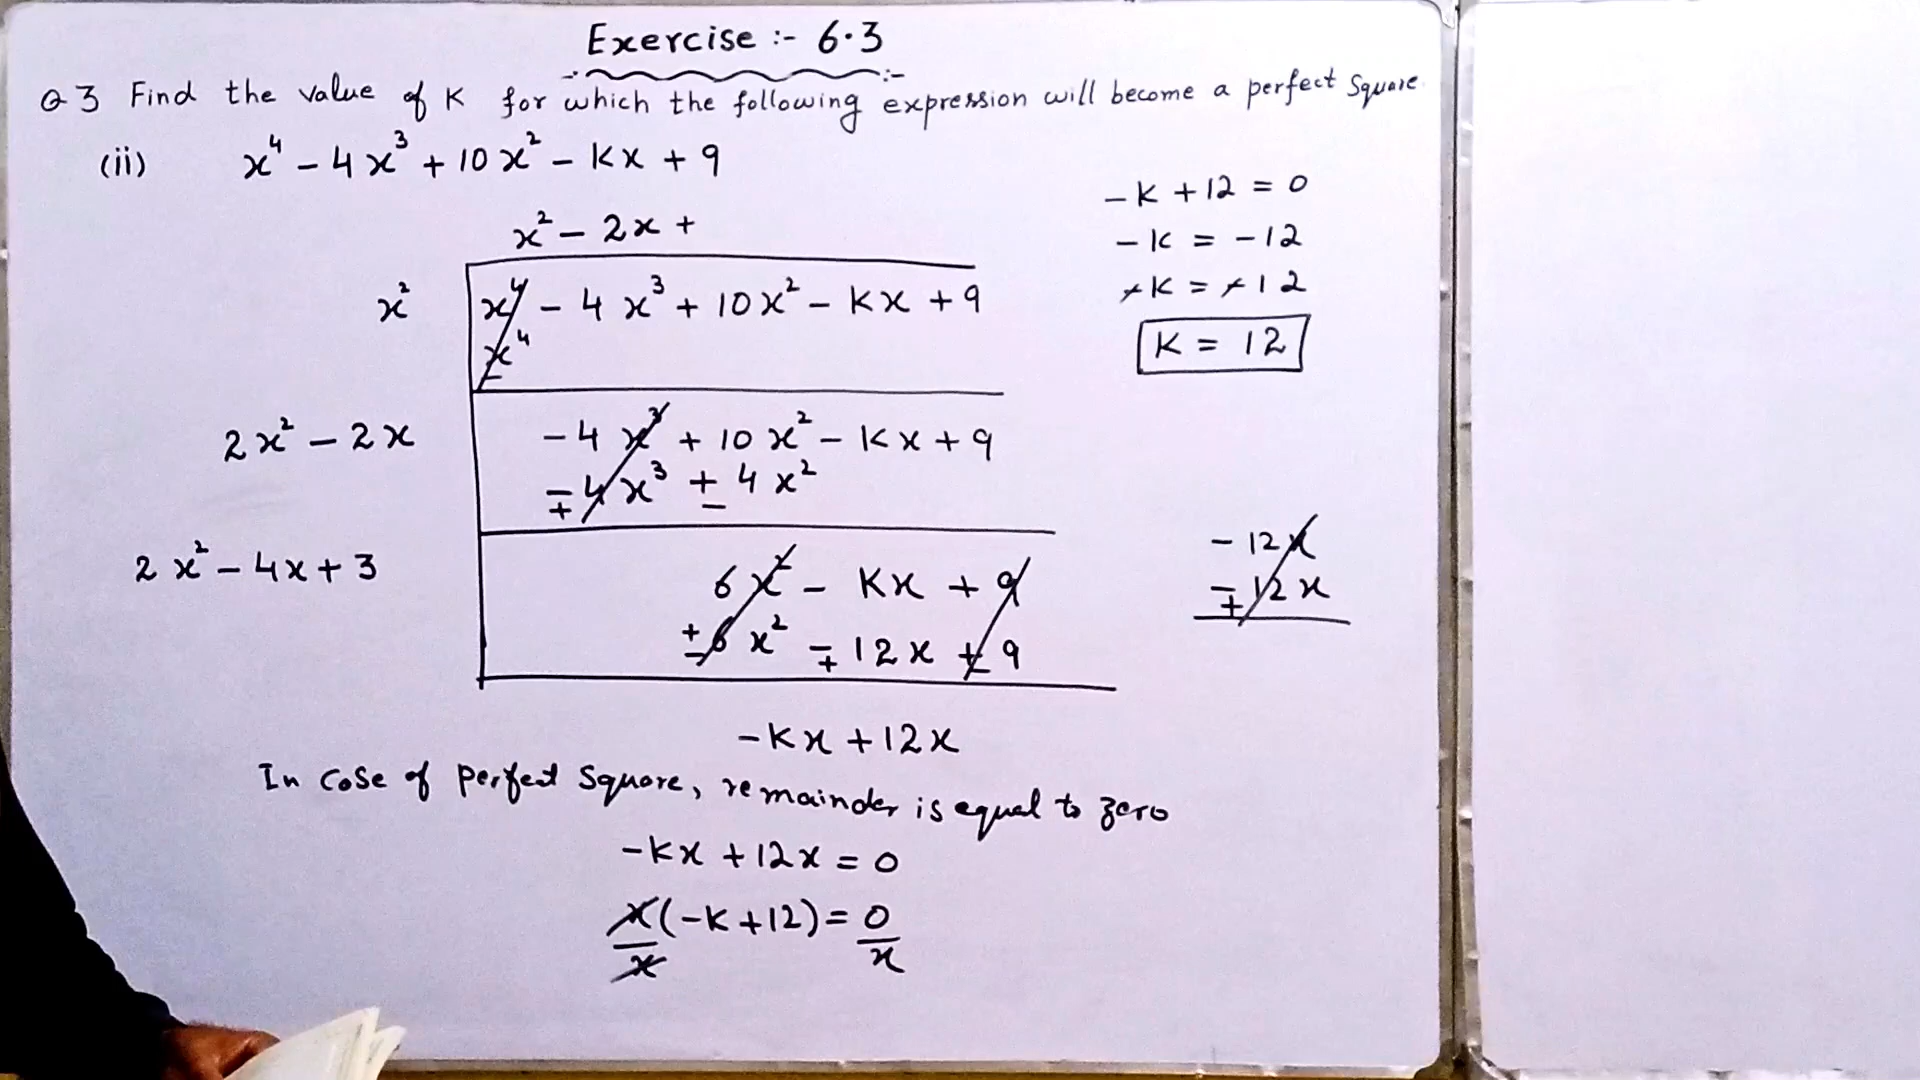 Exercise :- 6.3
Q 3 Find the value of K for which the following expression will become a perfect Square.
(ii) x⁴ - 4x³ + 10x² - Kx + 9
x² - 2x +
x² x⁴ - 4x³ + 10x² - Kx + 9
x⁴
-
2x² - 2x -4x³ + 10x² - Kx + 9
-4x³ + 4x²
+ -
2x² - 4x + 3 6x² - Kx + 9
+6x² - 12x + 9
- + -
-Kx + 12x
In case of perfect Square, remainder is equal to zero
-Kx + 12x = 0
x(-K + 12) = 0
x x
-K + 12 = 0
-K = -12
-K = -12
K = 12
- 12x
- 12x
+